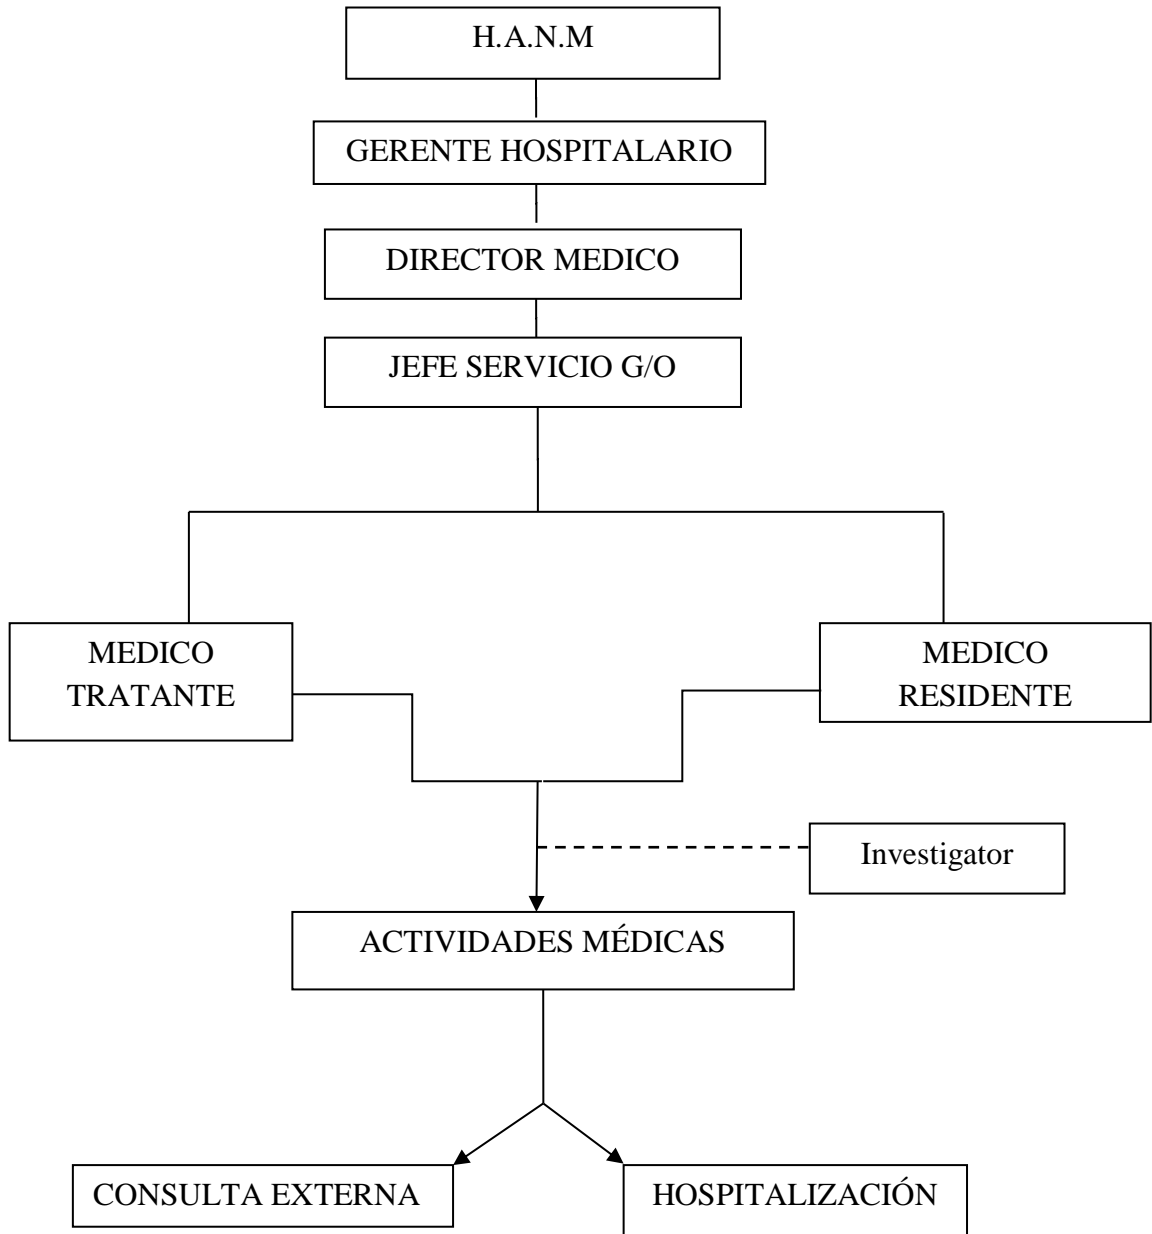 H.A.N.M
GERENTE HOSPITALARIO
DIRECTOR MEDICO
JEFE SERVICIO G/O
MEDICO
TRATANTE
MEDICO
RESIDENTE
Investigator
ACTIVIDADES MÉDICAS
CONSULTA EXTERNA
HOSPITALIZACIÓN